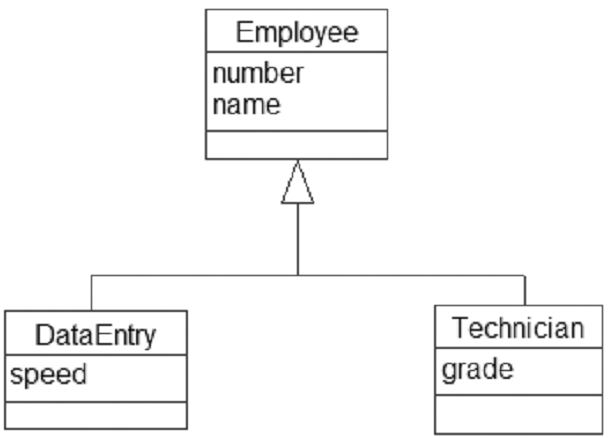 Employee
number
name
DataEntry
speed
Technician
grade